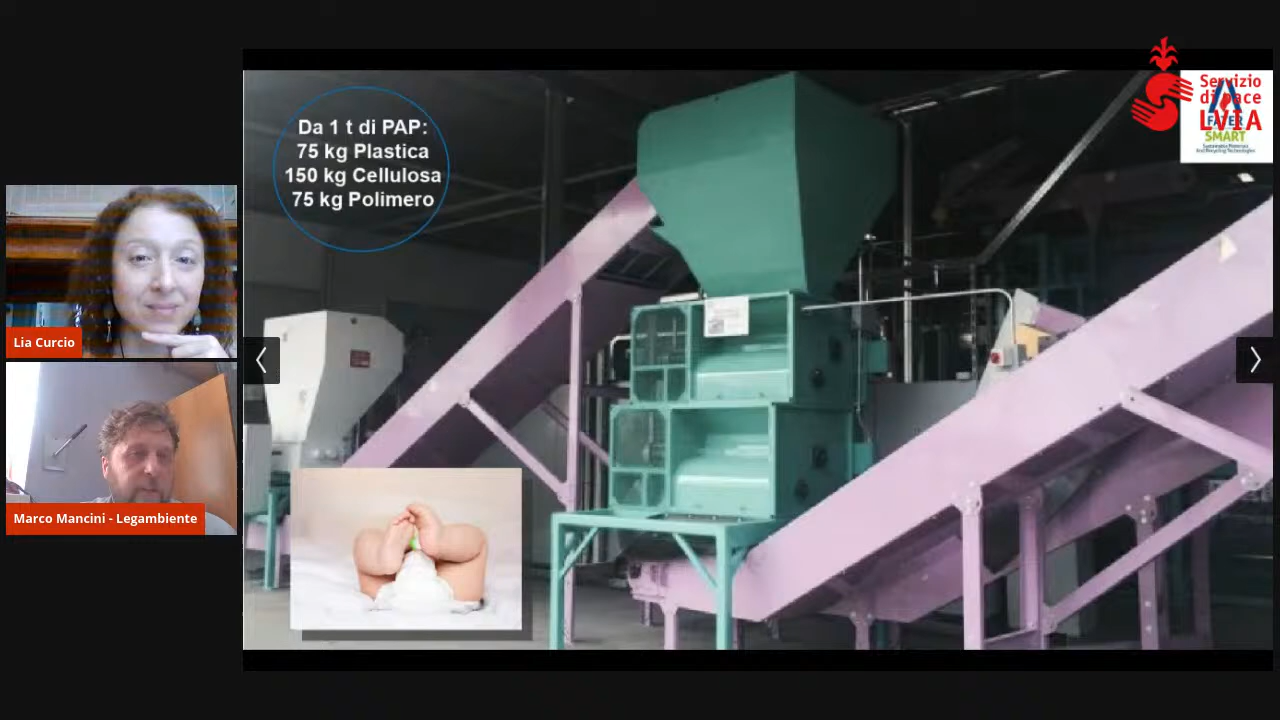 Da 1 t di PAP:
75 kg Plastica
150 kg Cellulosa
75 kg Polimero
Servizio
di pace
LVIA
FATER
SMART
Lia Curcio
Marco Mancini - Legambiente